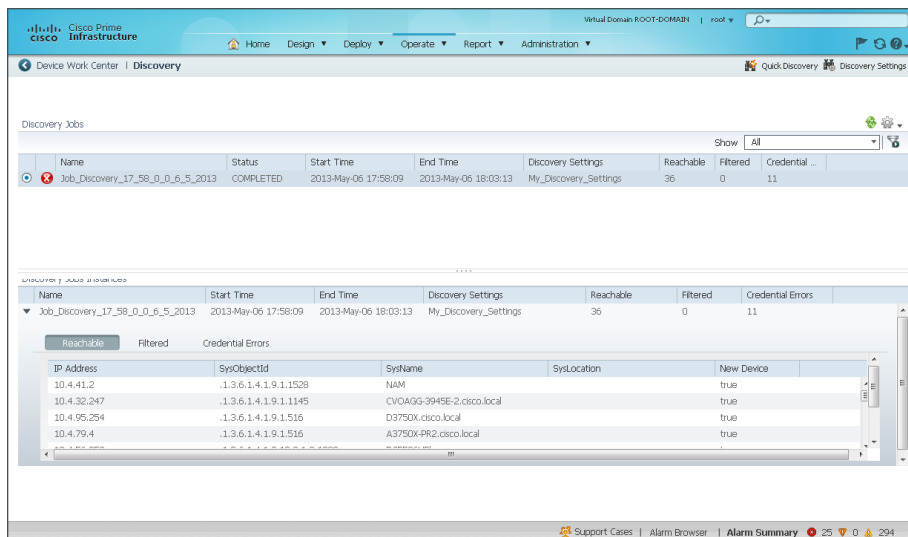 Virtual Domain ROOT-DOMAIN | root
Cisco Prime
CISCO Infrastructure
Home Design Deploy Operate Report Administration
Device Work Center | Discovery
Quick Discovery Discovery Settings
Discovery Jobs
Show All
Name Status Start Time End Time Discovery Settings Reachable Filtered Credential ...
Job_Discovery_17_58_0_0_6_5_2013 COMPLETED 2013-May-06 17:58:09 2013-May-06 18:03:13 My_Discovery_Settings 36 0 11
Discovery Jobs Instances
Name Start Time End Time Discovery Settings Reachable Filtered Credential Errors
Job_Discovery_17_58_0_0_6_5_2013 2013-May-06 17:58:09 2013-May-06 18:03:13 My_Discovery_Settings 36 0 11
Reachable Filtered Credential Errors
IP Address SysObjectId SysName SysLocation New Device
10.4.41.2 .1.3.6.1.4.1.9.1.1528 NAM true
10.4.32.247 .1.3.6.1.4.1.9.1.1145 CVOAGG-3945E-2.cisco.local true
10.4.95.254 .1.3.6.1.4.1.9.1.516 D3750X.cisco.local true
10.4.79.4 .1.3.6.1.4.1.9.1.516 A3750X-PR2.cisco.local true
Support Cases | Alarm Browser | Alarm Summary 25 0 294